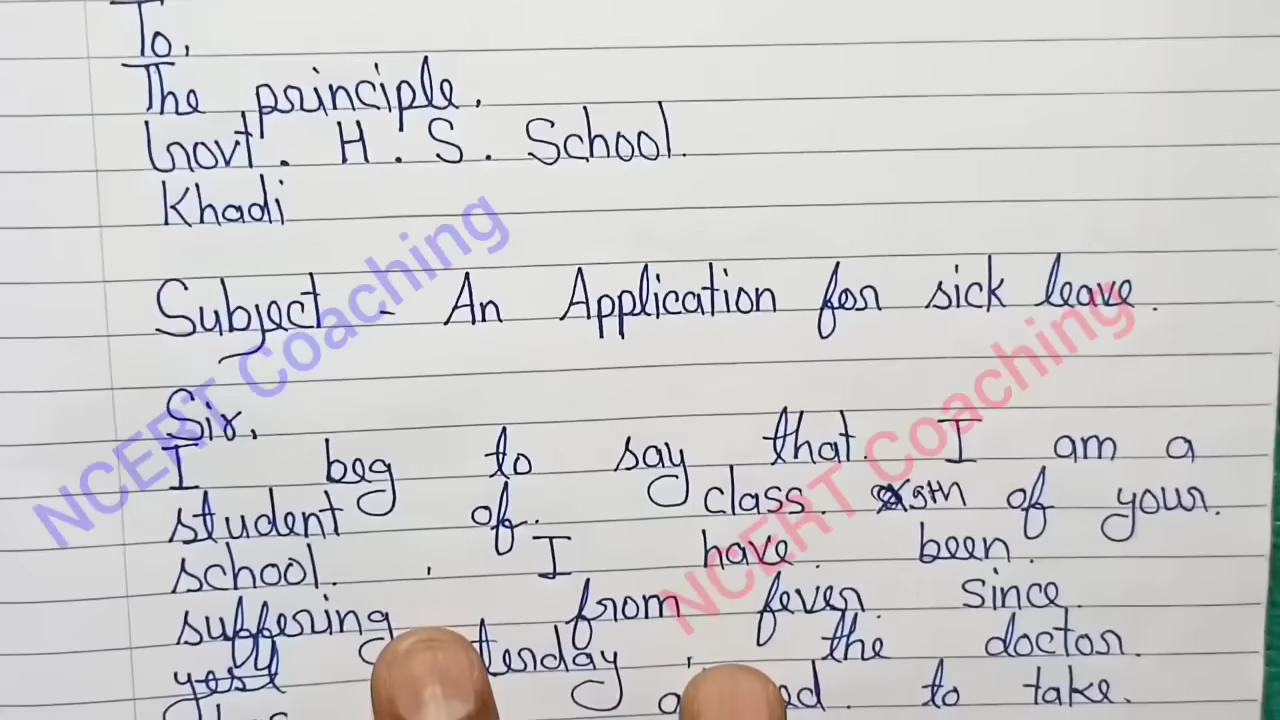 To,
The principle.
Govt. H. S. School.
Khadi
Subject - An Application for sick leave.
Sir,
I beg to say that. I am a
student of. class. 9th of your.
school. I have. been.
suffering from fever. since.
yest terday, the doctor.
to take.
NCERT Coaching
NCERT Coaching